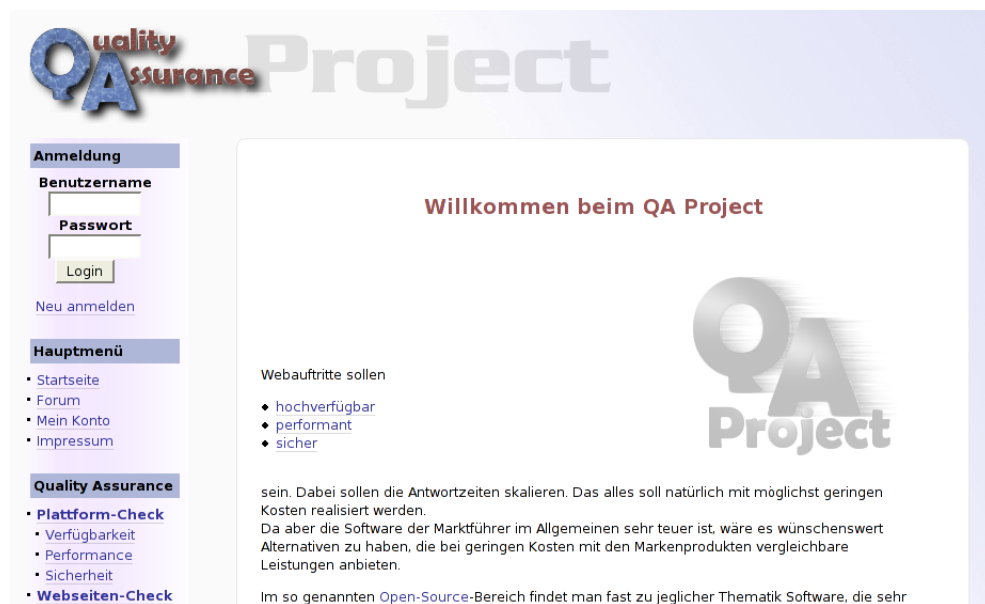 Quality
Assurance
Project
Anmeldung
Benutzername
Passwort
Login
Neu anmelden
Hauptmenü
Startseite
Forum
Mein Konto
Impressum
Quality Assurance
Plattform-Check
Verfügbarkeit
Performance
Sicherheit
Webseiten-Check
Willkommen beim QA Project
QA
Project
Webauftritte sollen
hochverfügbar
performant
sicher
sein. Dabei sollen die Antwortzeiten skalieren. Das alles soll natürlich mit möglichst geringen
Kosten realisiert werden.
Da aber die Software der Marktführer im Allgemeinen sehr teuer ist, wäre es wünschenswert
Alternativen zu haben, die bei geringen Kosten mit den Markenprodukten vergleichbare
Leistungen anbieten.
Im so genannten Open-Source-Bereich findet man fast zu jeglicher Thematik Software, die sehr